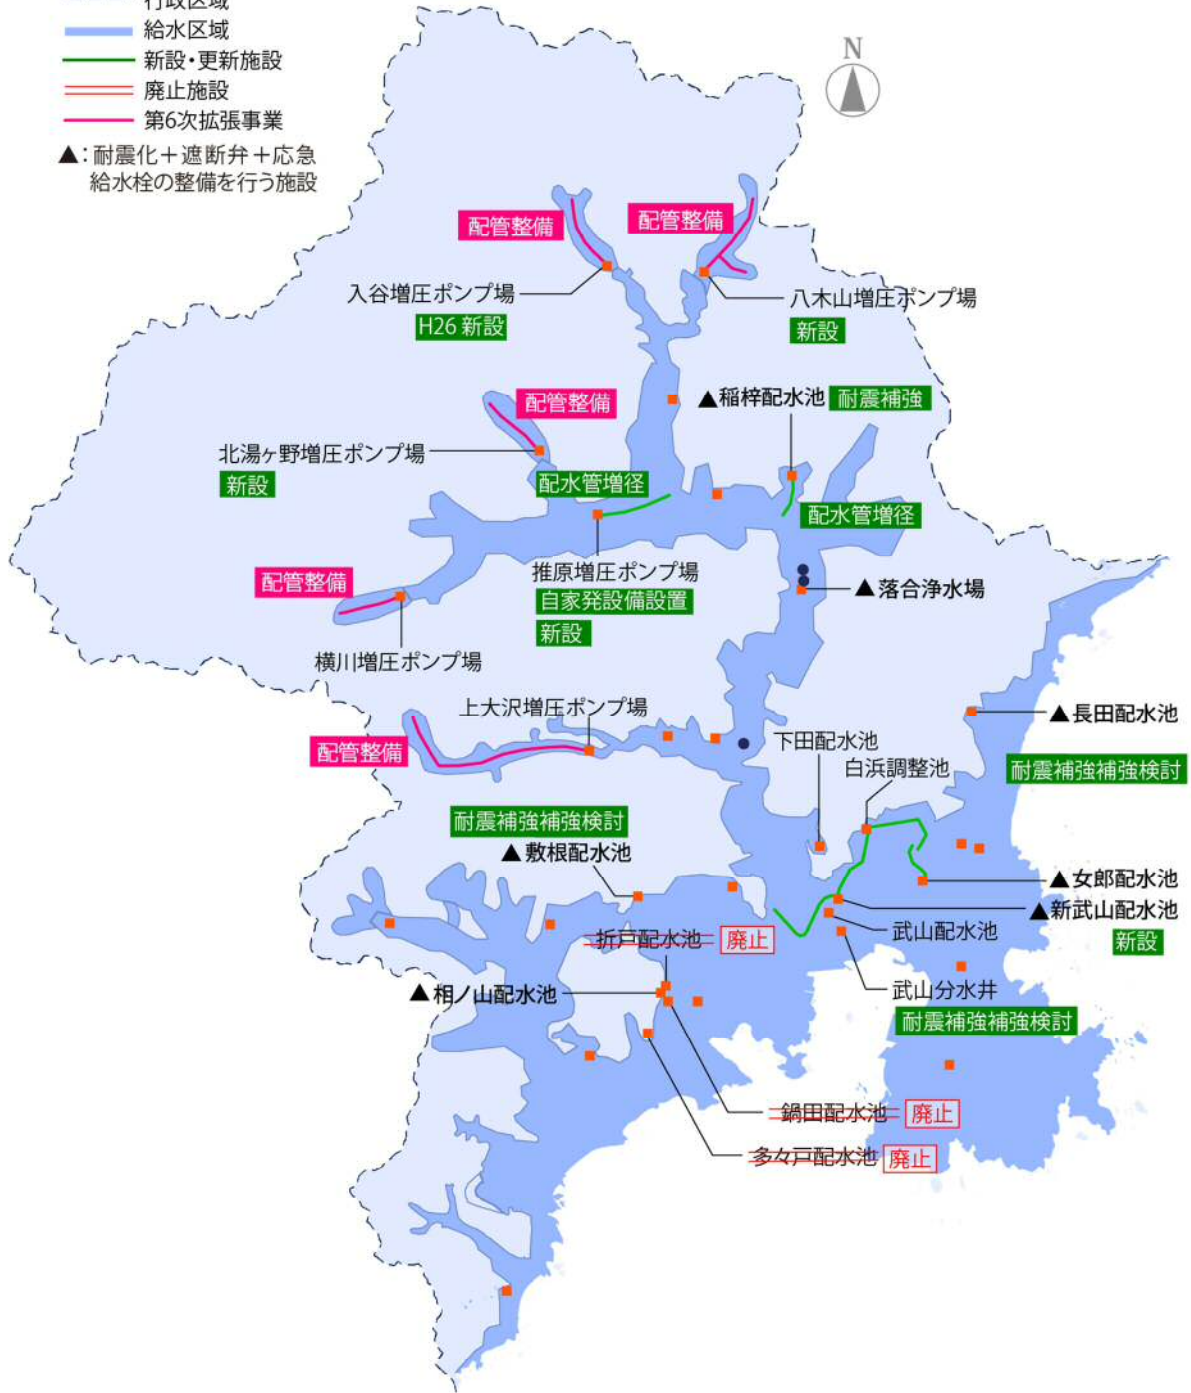 行政区域
給水区域
新設・更新施設
廃止施設
第6次拡張事業
▲：耐震化＋遮断弁＋応急
給水栓の整備を行う施設
N
配管整備
配管整備
入谷増圧ポンプ場
H26 新設
八木山増圧ポンプ場
新設
配管整備
▲稲梓配水池
耐震補強
北湯ヶ野増圧ポンプ場
新設
配水管増径
配水管増径
配管整備
推原増圧ポンプ場
自家発設備設置
新設
▲落合浄水場
横川増圧ポンプ場
上大沢増圧ポンプ場
配管整備
下田配水池
白浜調整池
▲長田配水池
耐震補強補強検討
耐震補強補強検討
▲敷根配水池
▲女郎配水池
▲新武山配水池
新設
折戸配水池
廃止
武山配水池
▲相ノ山配水池
武山分水井
耐震補強補強検討
鍋田配水池
廃止
多々戸配水池
廃止